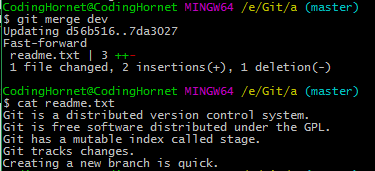 CodingHornet@CodingHornet MINGW64 /e/Git/a (master)
$ git merge dev
Updating d56b516..7da3027
Fast-forward
 readme.txt | 3 ++-
 1 file changed, 2 insertions(+), 1 deletion(-)
CodingHornet@CodingHornet MINGW64 /e/Git/a (master)
$ cat readme.txt
Git is a distributed version control system.
Git is free software distributed under the GPL.
Git has a mutable index called stage.
Git tracks changes.
Creating a new branch is quick.